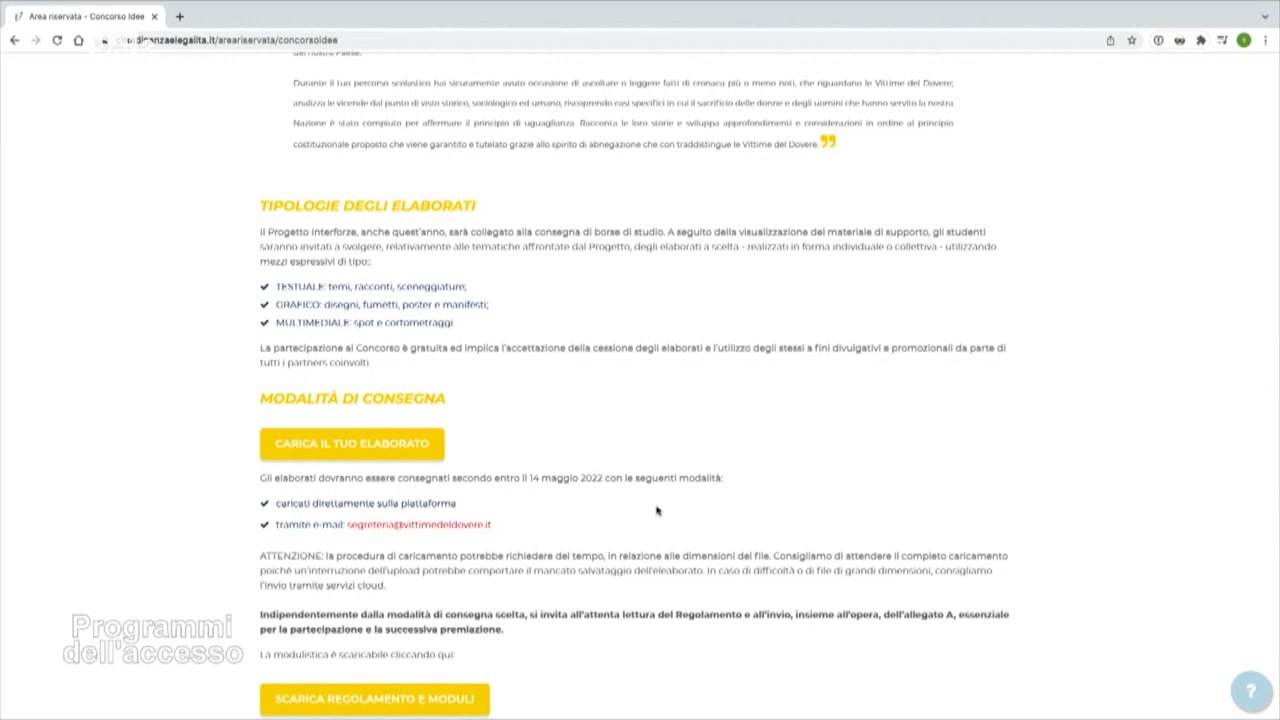 Area riservata - Concorso Idee
cittadinanzaelegalita.it/areariservata/concorsoidee
del nostro Paese.
Durante il tuo percorso scolastico hai sicuramente avuto occasione di ascoltare o leggere fatti di cronaca più o meno noti, che riguardano le Vittime del Dovere;
analizza le vicende dal punto di visto storico, sociologico ed umano, riscoprendo casi specifici in cui il sacrificio delle donne e degli uomini che hanno servito la nostra
Nazione è stato compiuto per affermare il principio di uguaglianza. Racconta le loro storie e sviluppa approfondimenti e considerazioni in ordine al principio
costituzionale proposto che viene garantito e tutelato grazie allo spirito di abnegazione che con traddistingue le Vittime del Dovere.
TIPOLOGIE DEGLI ELABORATI
Il Progetto Interforze, anche quest'anno, sarà collegato alla consegna di borse di studio. A seguito della visualizzazione del materiale di supporto, gli studenti
saranno invitati a svolgere, relativamente alle tematiche affrontate dal Progetto, degli elaborati a scelta - realizzati in forma individuale o collettiva - utilizzando
mezzi espressivi di tipo::
TESTUALE: temi, racconti, sceneggiature;
GRAFICO: disegni, fumetti, poster e manifesti;
MULTIMEDIALE: spot e cortometraggi
La partecipazione al Concorso è gratuita ed implica l'accettazione della cessione degli elaborati e l'utilizzo degli stessi a fini divulgativi e promozionali da parte di
tutti i partners coinvolti.
MODALITÀ DI CONSEGNA
CARICA IL TUO ELABORATO
Gli elaborati dovranno essere consegnati secondo entro il 14 maggio 2022 con le seguenti modalità:
caricati direttamente sulla piattaforma
tramite e-mail: segreteria@vittimedeldovere.it
ATTENZIONE: la procedura di caricamento potrebbe richiedere del tempo, in relazione alle dimensioni del file. Consigliamo di attendere il completo caricamento
poiché un'interruzione dell'upload potrebbe comportare il mancato salvataggio dell'eleaborato. In caso di difficoltà o di file di grandi dimensioni, consigliamo
l'invio tramite servizi cloud.
Indipendentemente dalla modalità di consegna scelta, si invita all'attenta lettura del Regolamento e all'invio, insieme all'opera, dell'allegato A, essenziale
per la partecipazione e la successiva premiazione.
La modulistica è scaricabile cliccando qui:
SCARICA REGOLAMENTO E MODULI
Programmi
dell'accesso
?